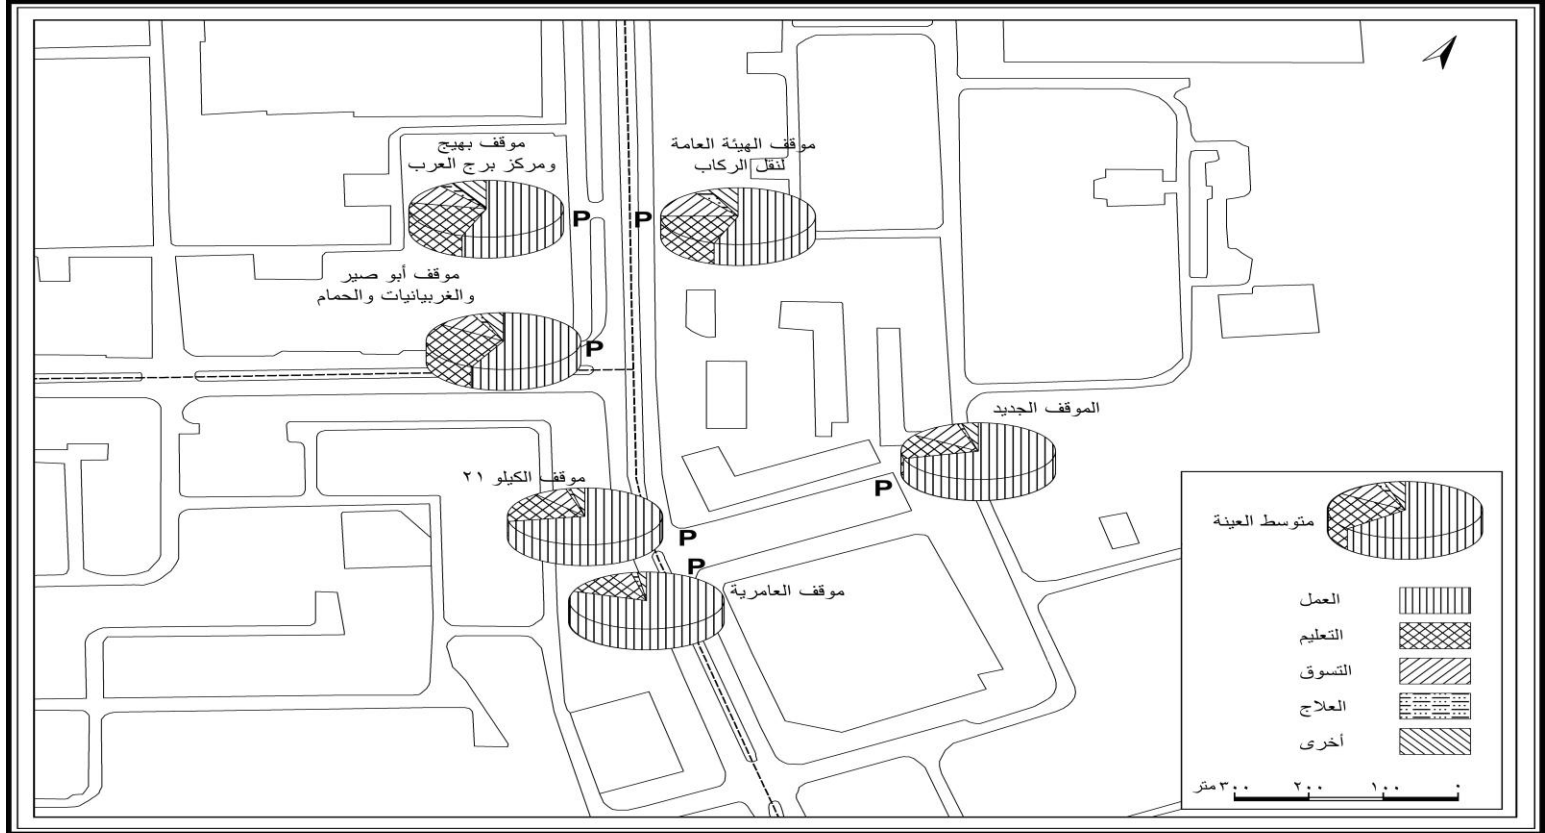 موقف بهيج
ومركز برج العرب
موقف الهيئة العامة
لنقل الركاب
P
P
موقف أبو صير
والغربيانيات والحمام
P
الموقف الجديد
P
موقف الكيلو ٢١
P
P
موقف العامرية
متوسط العينة
العمل
التعليم
التسوق
العلاج
أخرى
٣٠٠ متر ٢٠٠ ١٠٠ ٠